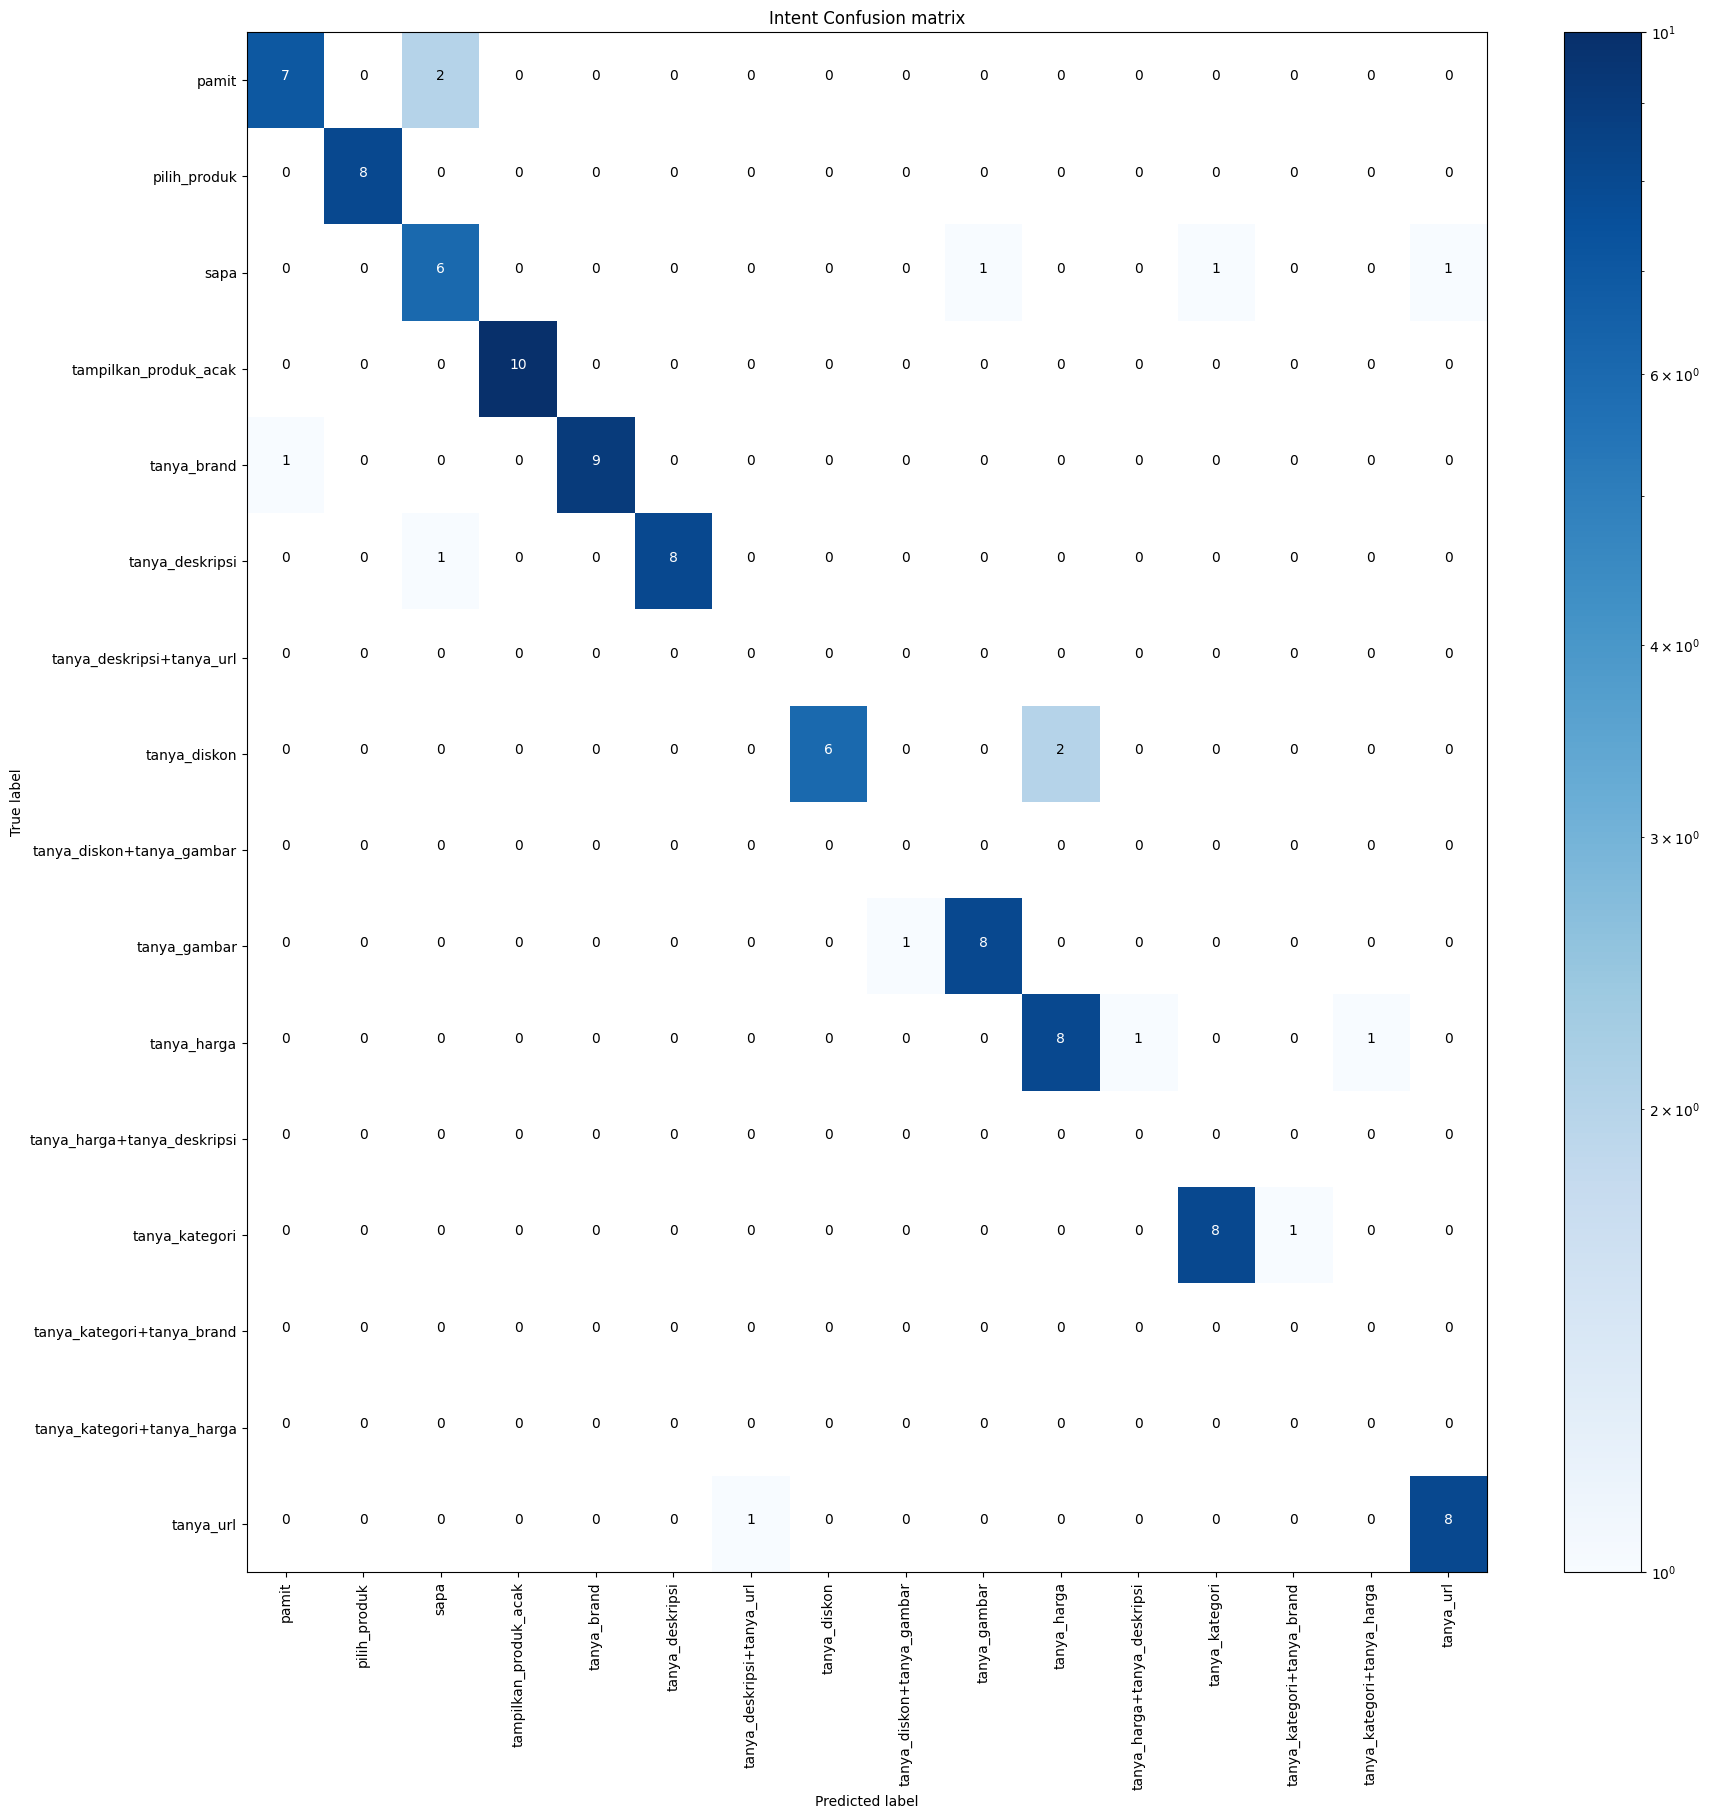 Intent Confusion matrix
True label
pamit 7 0 2 0 0 0 0 0 0 0 0 0 0 0 0 0
pilih_produk 0 8 0 0 0 0 0 0 0 0 0 0 0 0 0 0
sapa 0 0 6 0 0 0 0 0 0 1 0 0 1 0 0 1
tampilkan_produk_acak 0 0 0 10 0 0 0 0 0 0 0 0 0 0 0 0
tanya_brand 1 0 0 0 9 0 0 0 0 0 0 0 0 0 0 0
tanya_deskripsi 0 0 1 0 0 8 0 0 0 0 0 0 0 0 0 0
tanya_deskripsi+tanya_url 0 0 0 0 0 0 0 0 0 0 0 0 0 0 0 0
tanya_diskon 0 0 0 0 0 0 0 6 0 0 2 0 0 0 0 0
tanya_diskon+tanya_gambar 0 0 0 0 0 0 0 0 0 0 0 0 0 0 0 0
tanya_gambar 0 0 0 0 0 0 0 0 1 8 0 0 0 0 0 0
tanya_harga 0 0 0 0 0 0 0 0 0 0 8 1 0 0 1 0
tanya_harga+tanya_deskripsi 0 0 0 0 0 0 0 0 0 0 0 0 0 0 0 0
tanya_kategori 0 0 0 0 0 0 0 0 0 0 0 0 8 1 0 0
tanya_kategori+tanya_brand 0 0 0 0 0 0 0 0 0 0 0 0 0 0 0 0
tanya_kategori+tanya_harga 0 0 0 0 0 0 0 0 0 0 0 0 0 0 0 0
tanya_url 0 0 0 0 0 0 1 0 0 0 0 0 0 0 0 8
pamit
pilih_produk
sapa
tampilkan_produk_acak
tanya_brand
tanya_deskripsi
tanya_deskripsi+tanya_url
tanya_diskon
tanya_diskon+tanya_gambar
tanya_gambar
tanya_harga
tanya_harga+tanya_deskripsi
tanya_kategori
tanya_kategori+tanya_brand
tanya_kategori+tanya_harga
tanya_url
Predicted label
10¹
6 × 10⁰
4 × 10⁰
3 × 10⁰
2 × 10⁰
10⁰